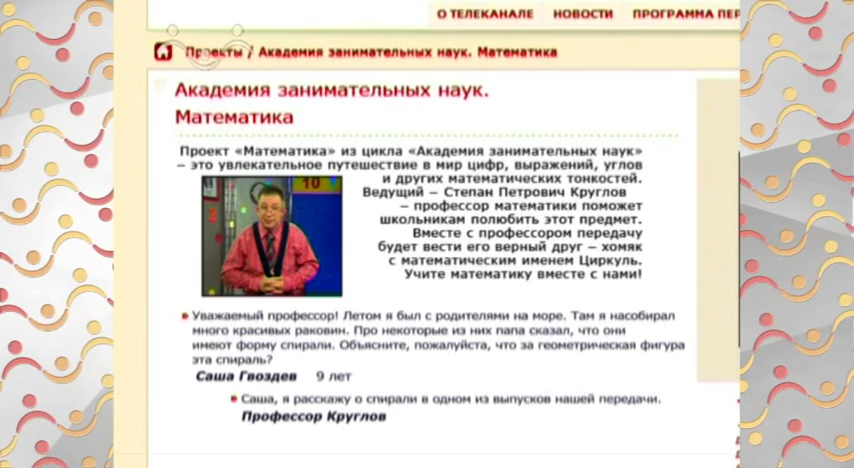 О ТЕЛЕКАНАЛЕ НОВОСТИ ПРОГРАММА ПЕР
Проекты / Академия занимательных наук. Математика
Академия занимательных наук.
Математика
Проект «Математика» из цикла «Академия занимательных наук»
– это увлекательное путешествие в мир цифр, выражений, углов
и других математических тонкостей.
Ведущий – Степан Петрович Круглов
– профессор математики поможет
школьникам полюбить этот предмет.
Вместе с профессором передачу
будет вести его верный друг – хомяк
с математическим именем Циркуль.
Учите математику вместе с нами!
10
Уважаемый профессор! Летом я был с родителями на море. Там я насобирал
много красивых раковин. Про некоторые из них папа сказал, что они
имеют форму спирали. Объясните, пожалуйста, что за геометрическая фигура
эта спираль?
Саша Гвоздев 9 лет
Саша, я расскажу о спирали в одном из выпусков нашей передачи.
Профессор Круглов